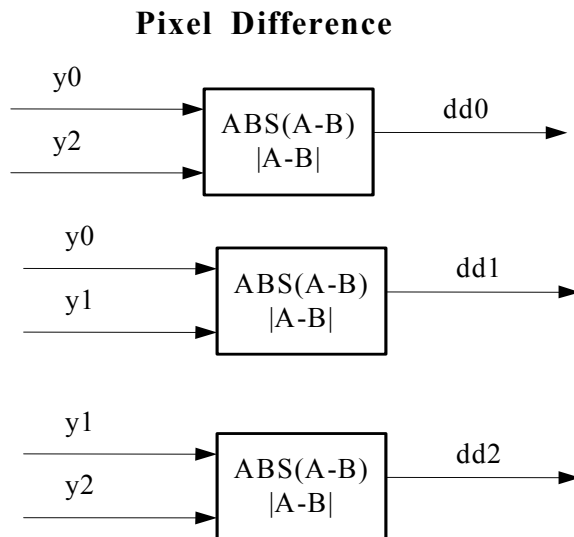 Pixel Difference
y0
y2
ABS(A-B)
|A-B|
dd0
y0
y1
ABS(A-B)
|A-B|
dd1
y1
y2
ABS(A-B)
|A-B|
dd2